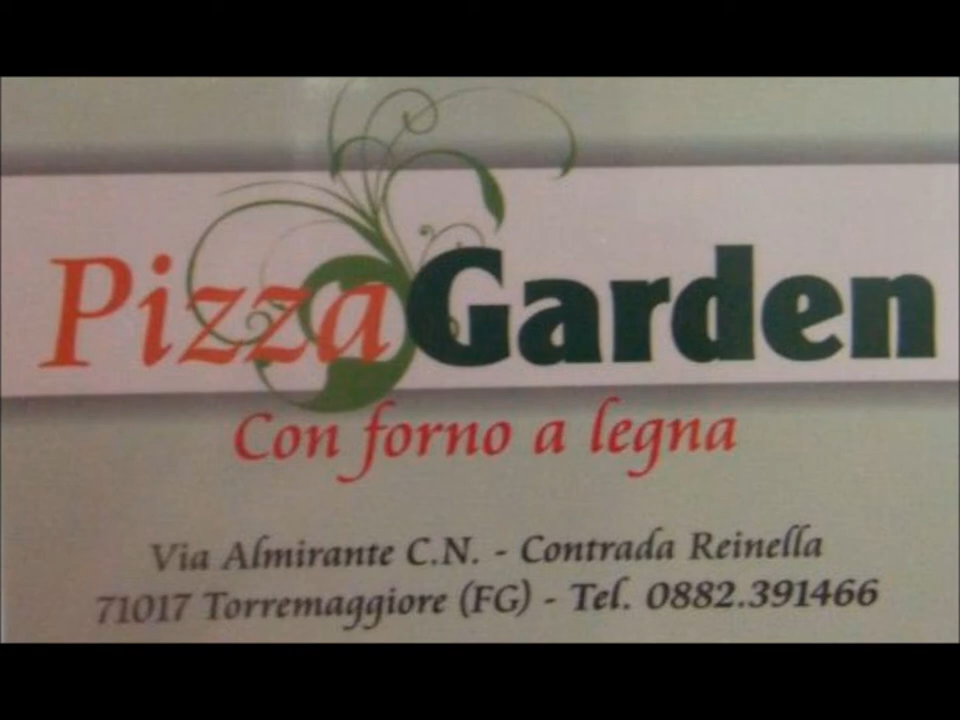 PizzaGarden
Con forno a legna
Via Almirante C.N. - Contrada Reinella
71017 Torremaggiore (FG) - Tel. 0882.391466